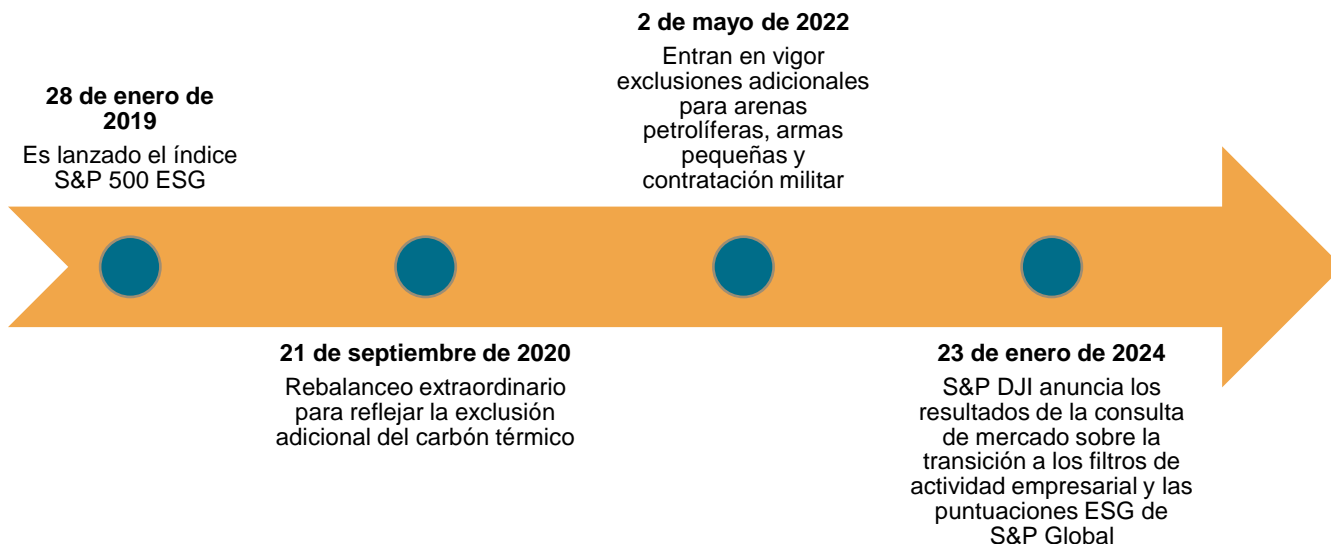 28 de enero de
2019
Es lanzado el índice
S&P 500 ESG
21 de septiembre de 2020
Rebalanceo extraordinario
para reflejar la exclusión
adicional del carbón térmico
2 de mayo de 2022
Entran en vigor
exclusiones adicionales
para arenas
petrolíferas, armas
pequeñas y
contratación militar
23 de enero de 2024
S&P DJI anuncia los
resultados de la consulta
de mercado sobre la
transición a los filtros de
actividad empresarial y las
puntuaciones ESG de
S&P Global